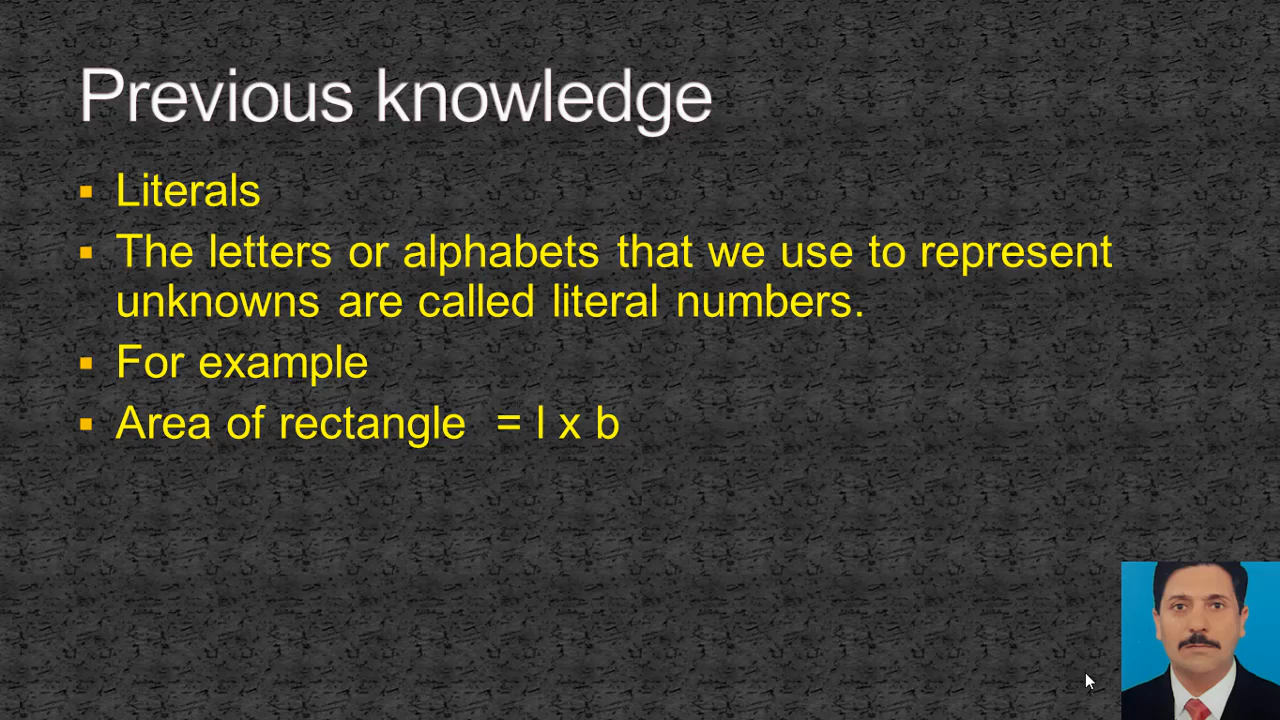 Previous knowledge
▪ Literals
▪ The letters or alphabets that we use to represent
unknowns are called literal numbers.
▪ For example
▪ Area of rectangle = l x b